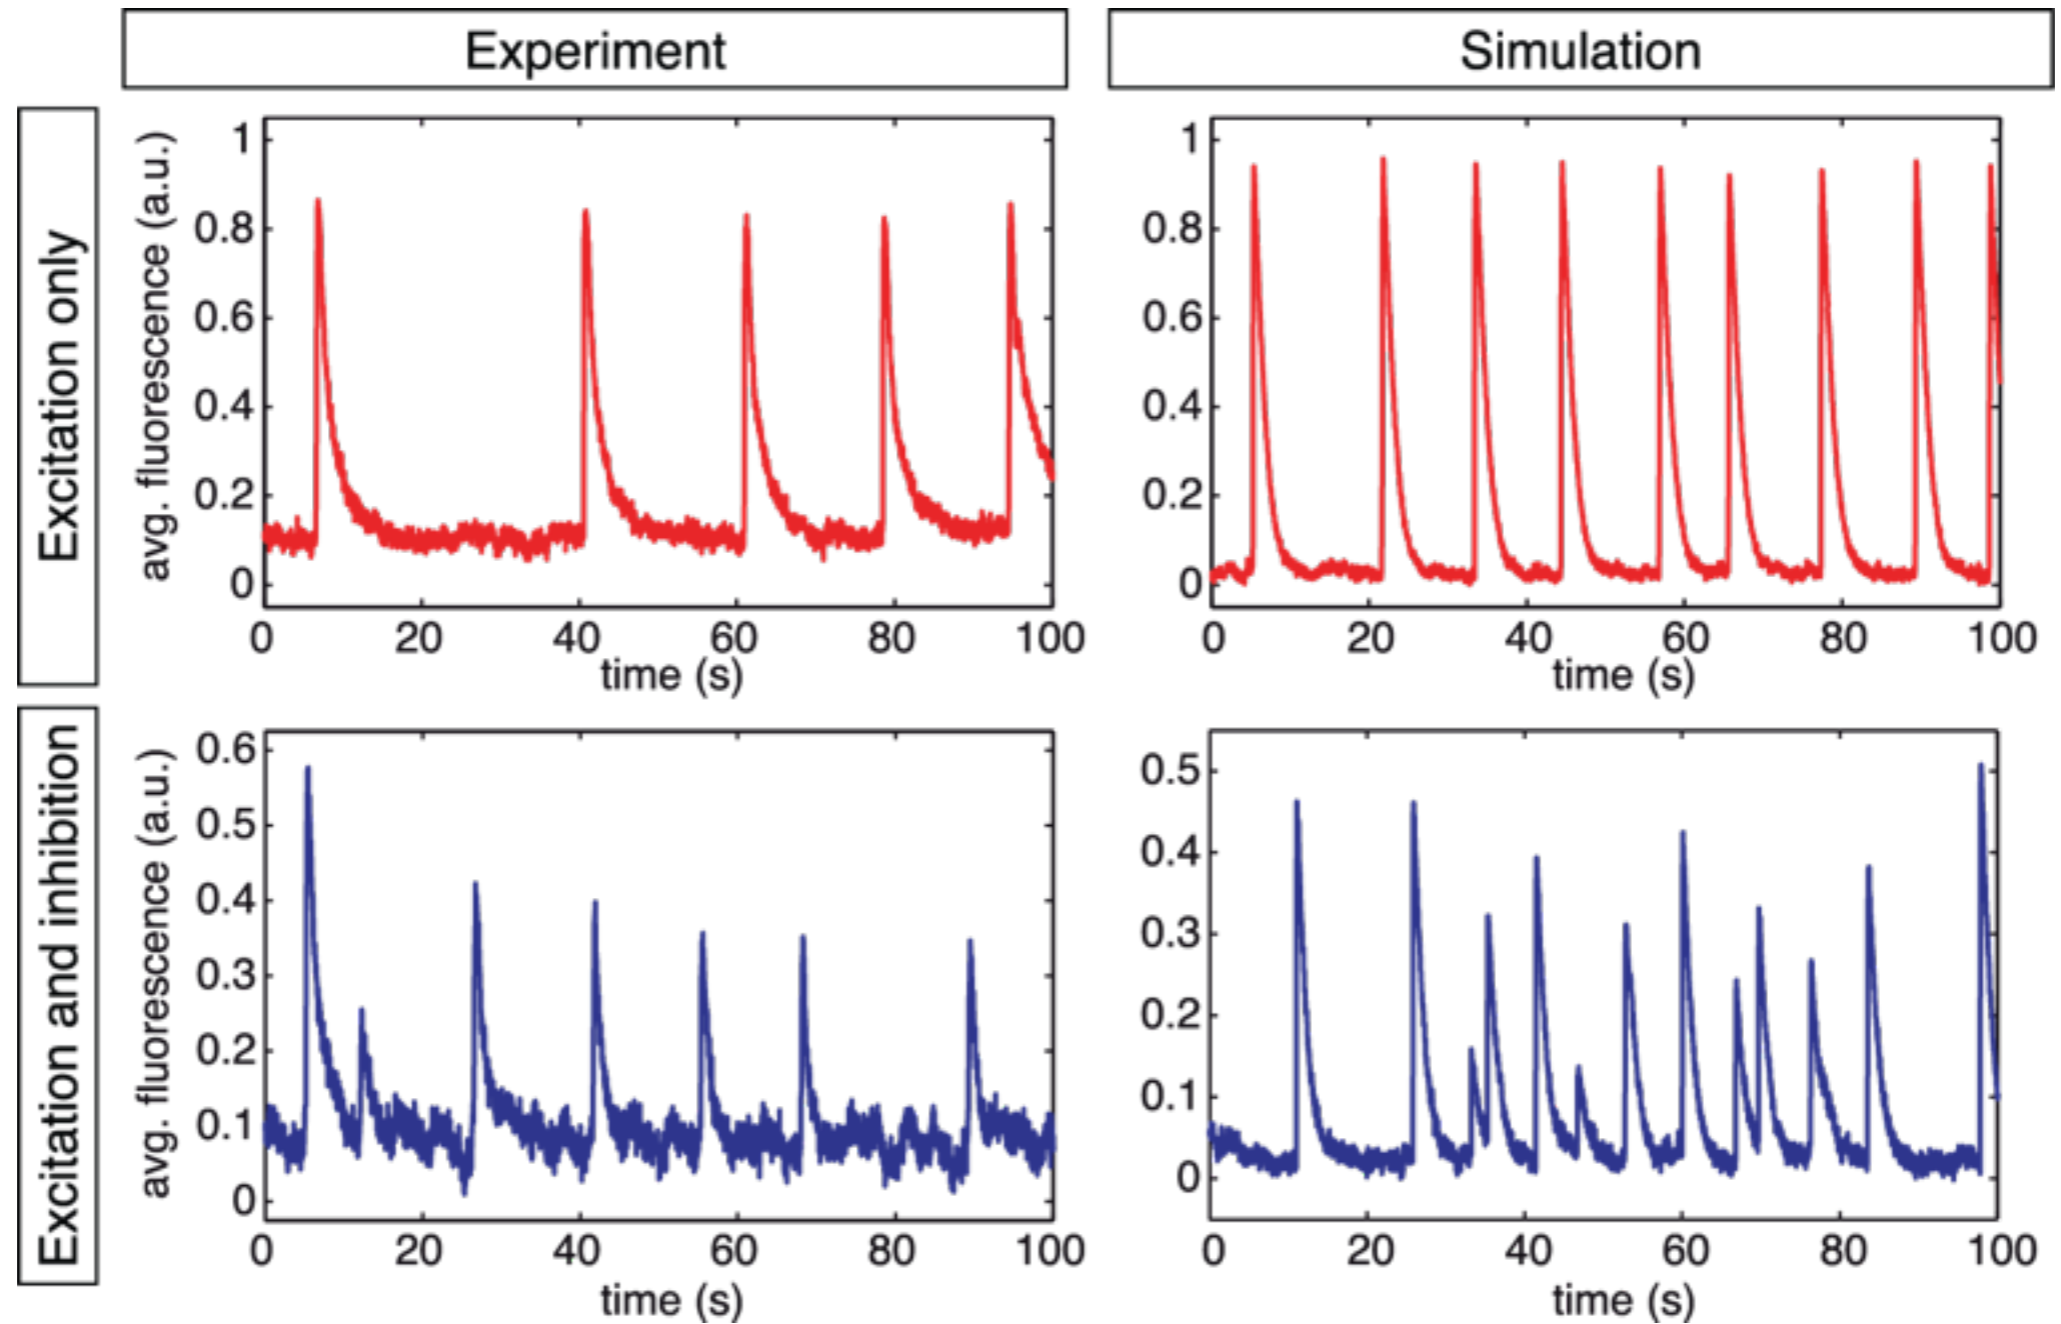 Experiment
Simulation
Excitation only
avg. fluorescence (a.u.)
1
0.8
0.6
0.4
0.2
0
0 20 40 60 80 100
time (s)
1
0.8
0.6
0.4
0.2
0
0 20 40 60 80 100
time (s)
Excitation and inhibition
avg. fluorescence (a.u.)
0.6
0.5
0.4
0.3
0.2
0.1
0
0 20 40 60 80 100
time (s)
0.5
0.4
0.3
0.2
0.1
0
0 20 40 60 80 100
time (s)